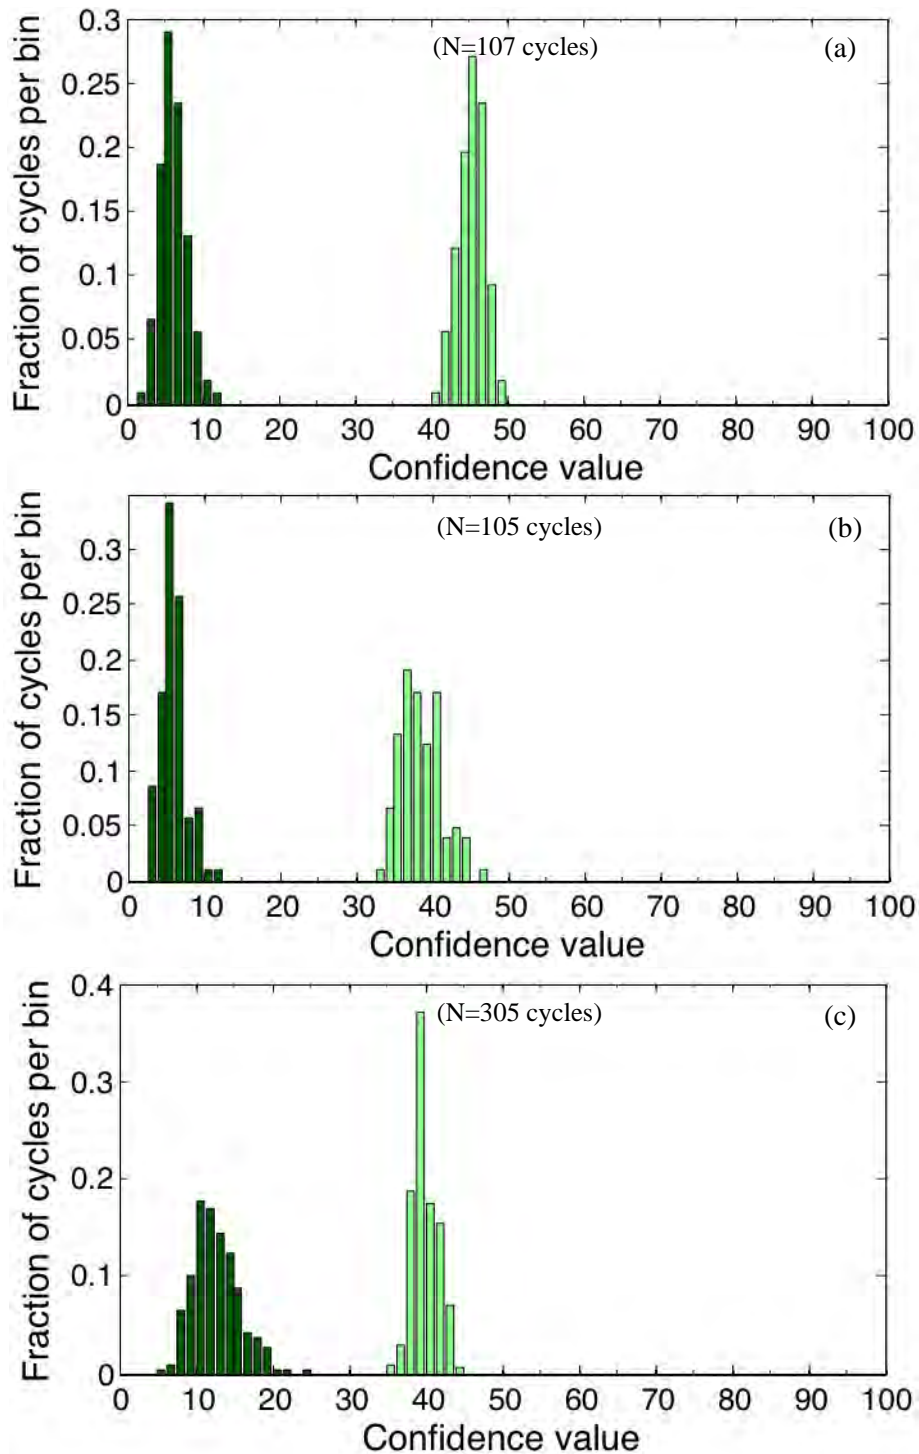 0.3
(N=107 cycles)
(a)
0.25
0.2
0.15
0.1
0.05
0
Fraction of cycles per bin
0 10 20 30 40 50 60 70 80 90 100
Confidence value
(N=105 cycles)
(b)
0.3
0.25
0.2
0.15
0.1
0.05
0
Fraction of cycles per bin
0 10 20 30 40 50 60 70 80 90 100
Confidence value
0.4
(N=305 cycles)
(c)
0.3
0.2
0.1
0
Fraction of cycles per bin
0 10 20 30 40 50 60 70 80 90 100
Confidence value